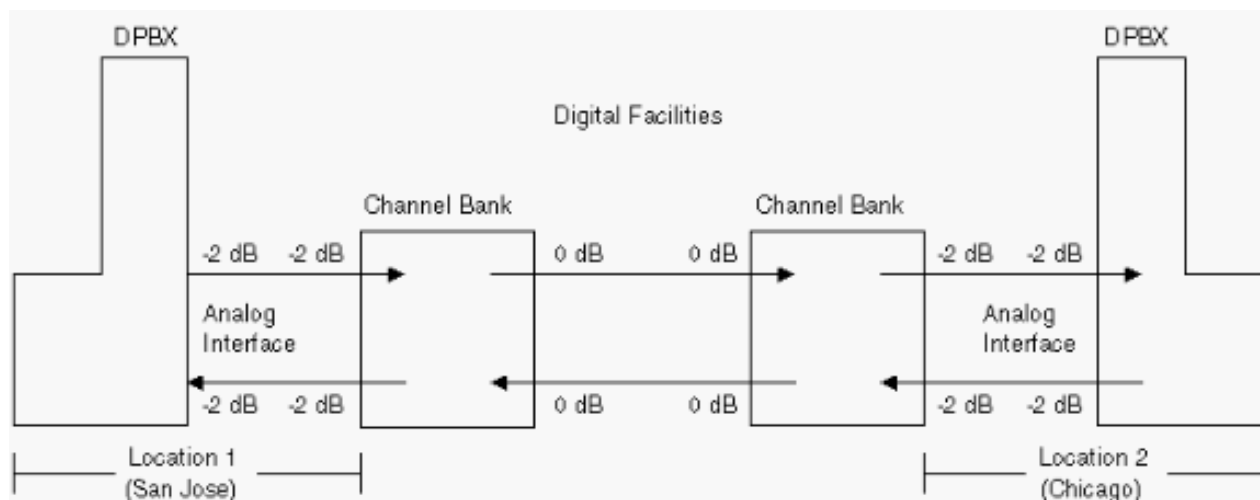 DPBX DPBX
Digital Facilities
Channel Bank Channel Bank
-2 dB -2 dB 0 dB 0 dB -2 dB -2 dB
Analog Analog
Interface Interface
-2 dB -2 dB 0 dB 0 dB -2 dB -2 dB
Location 1 Location 2
(San Jose) (Chicago)